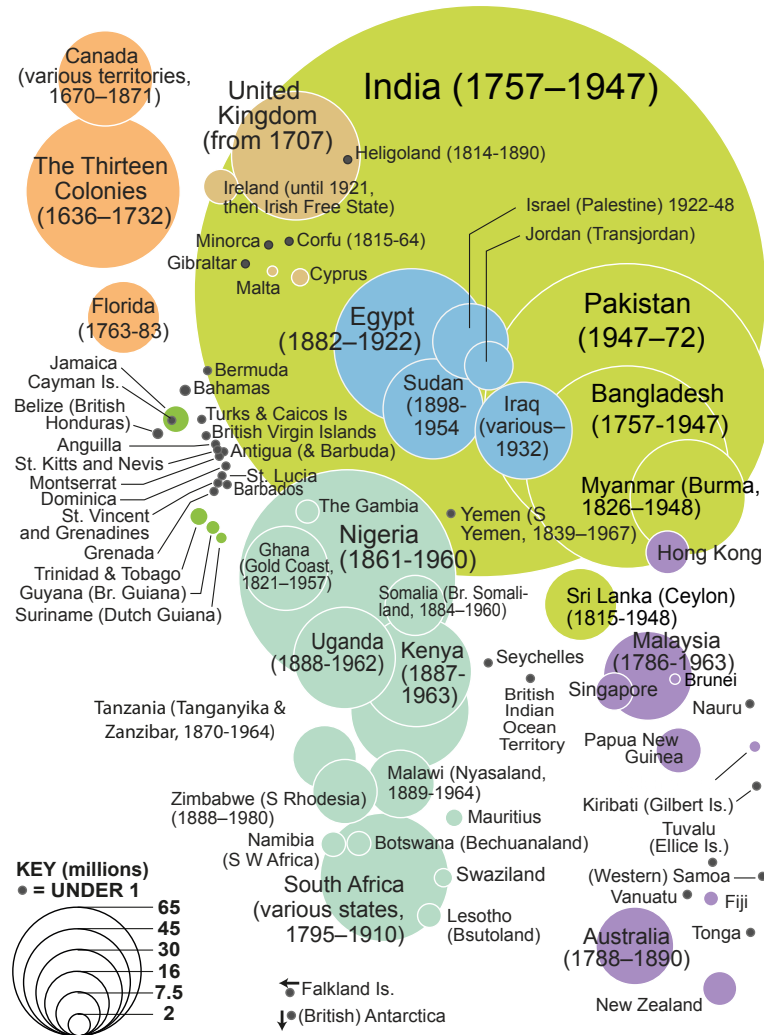 Canada
(various territories,
1670–1871)
The Thirteen
Colonies
(1636–1732)
Florida
(1763-83)
United
Kingdom
(from 1707)
India (1757–1947)
Heligoland (1814-1890)
Ireland (until 1921,
then Irish Free State)
Israel (Palestine) 1922-48
Jordan (Transjordan)
Minorca
Corfu (1815-64)
Gibraltar
Malta
Cyprus
Egypt
(1882–1922)
Pakistan
(1947–72)
Sudan
(1898-
1954
Iraq
(various–
1932)
Bangladesh
(1757-1947)
Myanmar (Burma,
1826–1948)
Hong Kong
Jamaica
Cayman Is.
Belize (British
Honduras)
Bermuda
Bahamas
Turks & Caicos Is
British Virgin Islands
Anguilla
Antigua (& Barbuda)
St. Kitts and Nevis
Montserrat
St. Lucia
Dominica
Barbados
St. Vincent
and Grenadines
Grenada
Trinidad & Tobago
Guyana (Br. Guiana)
Suriname (Dutch Guiana)
The Gambia
Nigeria
(1861-1960)
Ghana
(Gold Coast,
1821–1957)
Yemen (S
Yemen, 1839–1967)
Somalia (Br. Somali-
land, 1884–1960)
Uganda
(1888-1962)
Kenya
(1887-
1963)
Sri Lanka (Ceylon)
(1815-1948)
Malaysia
(1786-1963)
Singapore
Brunei
Seychelles
British
Indian
Ocean
Territory
Nauru
Tanzania (Tanganyika &
Zanzibar, 1870-1964)
Papua New
Guinea
Kiribati (Gilbert Is.)
Malawi (Nyasaland,
1889-1964)
Zimbabwe (S Rhodesia)
(1888–1980)
Mauritius
Namibia
(S W Africa)
Botswana (Bechuanaland)
Tuvalu
(Ellice Is.)
(Western) Samoa
Vanuatu
Fiji
Swaziland
South Africa
(various states,
1795–1910)
Lesotho
(Bsutoland)
Australia
(1788–1890)
Tonga
New Zealand
KEY (millions)
= UNDER 1
65
45
30
16
7.5
2
Falkland Is.
(British) Antarctica